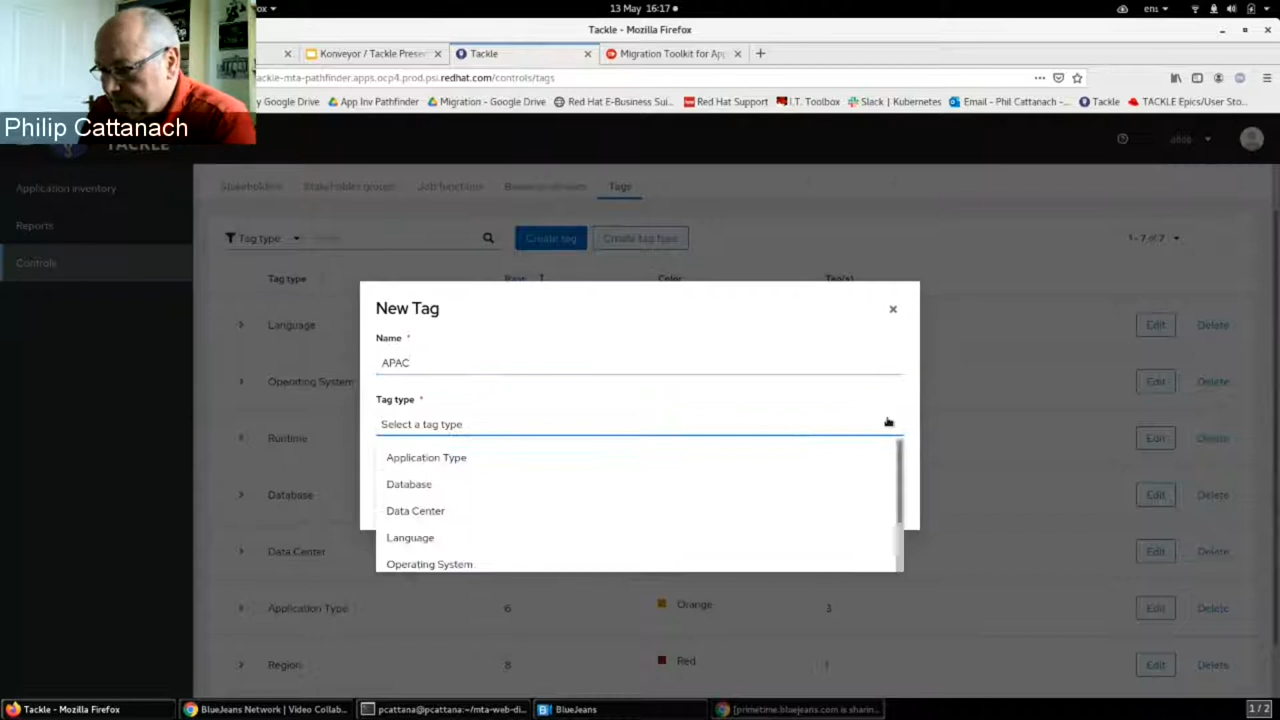 ox ▾ 13 May 16:17 en₁ ▾
Tackle - Mozilla Firefox
Konveyor / Tackle Prese × Tackle × Migration Toolkit for Ap × +
ackle-mta-pathfinder.apps.ocp4.prod.psi.redhat.com/controls/tags
y Google Drive App Inv Pathfinder Migration - Google Drive Red Hat E-Business Sui... Red Hat Support I.T. Toolbox Slack | Kubernetes Email - Phil Cattanach -... Tackle TACKLE Epics/User Sto...
Philip Cattanach
TACKLE
Application inventory
Reports
Controls
Stakeholders Stakeholder groups Job functions Business services Tags
Tag type Create tag Create tag type 1 - 7 of 7
Tag type Rank Color Tag(s)
Language Edit Delete
Operating System Edit Delete
Runtime Edit Delete
Database Edit Delete
Data Center Edit Delete
Application Type 6 Orange 3 Edit Delete
Region 8 Red 1 Edit Delete
New Tag ×
Name *
APAC
Tag type *
Select a tag type
Application Type
Database
Data Center
Language
Operating System
Tackle - Mozilla Firefox BlueJeans Network | Video Collab... pcattana@pcattana:~/mta-web-di... BlueJeans [primetime.bluejeans.com is sharin... 1 / 2